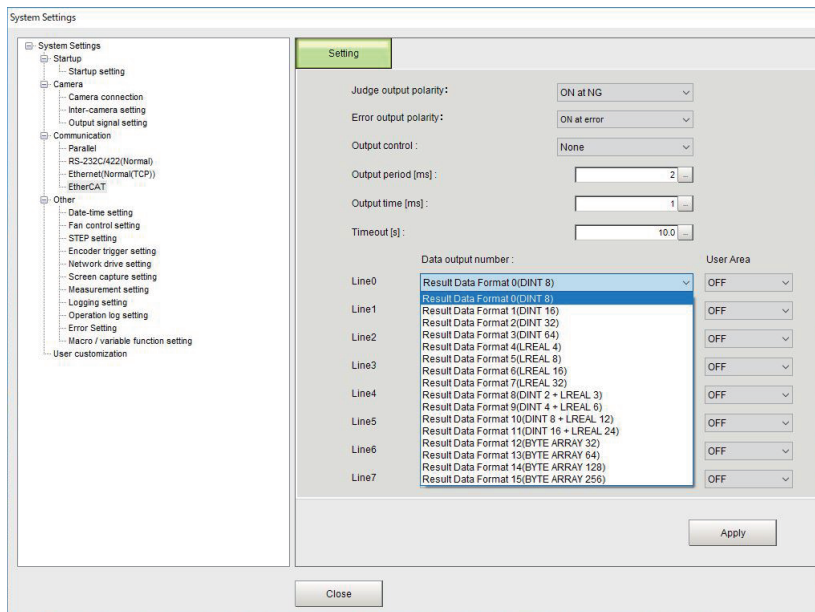 System Settings
System Settings
Startup
Startup setting
Camera
Camera connection
Inter-camera setting
Output signal setting
Communication
Parallel
RS-232C/422(Normal)
Ethernet(Normal(TCP))
EtherCAT
Other
Date-time setting
Fan control setting
STEP setting
Encoder trigger setting
Network drive setting
Screen capture setting
Measurement setting
Logging setting
Operation log setting
Error Setting
Macro / variable function setting
User customization
Setting
Judge output polarity: ON at NG
Error output polarity: ON at error
Output control : None
Output period [ms] : 2 ...
Output time [ms] : 1 ...
Timeout [s] : 10.0 ...
Data output number : User Area
Line0 Result Data Format 0(DINT 8) OFF
Result Data Format 0(DINT 8)
Line1 Result Data Format 1(DINT 16) OFF
Result Data Format 2(DINT 32)
Line2 Result Data Format 3(DINT 64) OFF
Result Data Format 4(LREAL 4)
Result Data Format 5(LREAL 8)
Line3 Result Data Format 6(LREAL 16) OFF
Result Data Format 7(LREAL 32)
Line4 Result Data Format 8(DINT 2 + LREAL 3) OFF
Result Data Format 9(DINT 4 + LREAL 6)
Line5 Result Data Format 10(DINT 8 + LREAL 12) OFF
Result Data Format 11(DINT 16 + LREAL 24)
Line6 Result Data Format 12(BYTE ARRAY 32) OFF
Result Data Format 13(BYTE ARRAY 64)
Result Data Format 14(BYTE ARRAY 128)
Line7 Result Data Format 15(BYTE ARRAY 256) OFF
Apply
Close